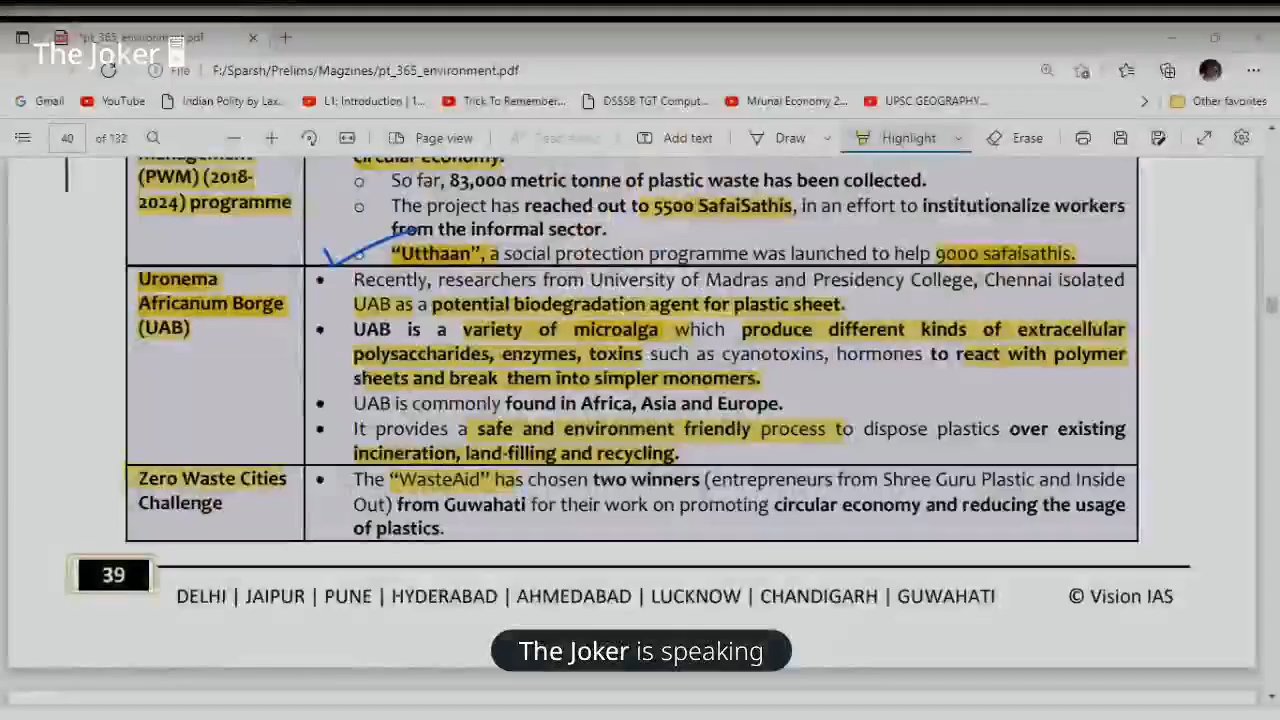 *pt_365_environment.pdf
The Joker
File F:/Sparsh/Prelims/Magzines/pt_365_environment.pdf
Gmail YouTube Indian Polity by Lax... L1: Introduction | 1... Trick To Remember... DSSSB TGT Comput... Mrunal Economy 2... UPSC GEOGRAPHY... Other favorites
40 of 132 Page view Read aloud Add text Draw Highlight Erase
(PWM) (2018-
2024) programme
circular economy.
o So far, 83,000 metric tonne of plastic waste has been collected.
o The project has reached out to 5500 SafaiSathis, in an effort to institutionalize workers
from the informal sector.
o “Utthaan”, a social protection programme was launched to help 9000 safaisathis.
Uronema
Africanum Borge
(UAB)
• Recently, researchers from University of Madras and Presidency College, Chennai isolated
UAB as a potential biodegradation agent for plastic sheet.
• UAB is a variety of microalga which produce different kinds of extracellular
polysaccharides, enzymes, toxins such as cyanotoxins, hormones to react with polymer
sheets and break them into simpler monomers.
• UAB is commonly found in Africa, Asia and Europe.
• It provides a safe and environment friendly process to dispose plastics over existing
incineration, land-filling and recycling.
Zero Waste Cities
Challenge
• The “WasteAid” has chosen two winners (entrepreneurs from Shree Guru Plastic and Inside
Out) from Guwahati for their work on promoting circular economy and reducing the usage
of plastics.
39
DELHI | JAIPUR | PUNE | HYDERABAD | AHMEDABAD | LUCKNOW | CHANDIGARH | GUWAHATI © Vision IAS
The Joker is speaking